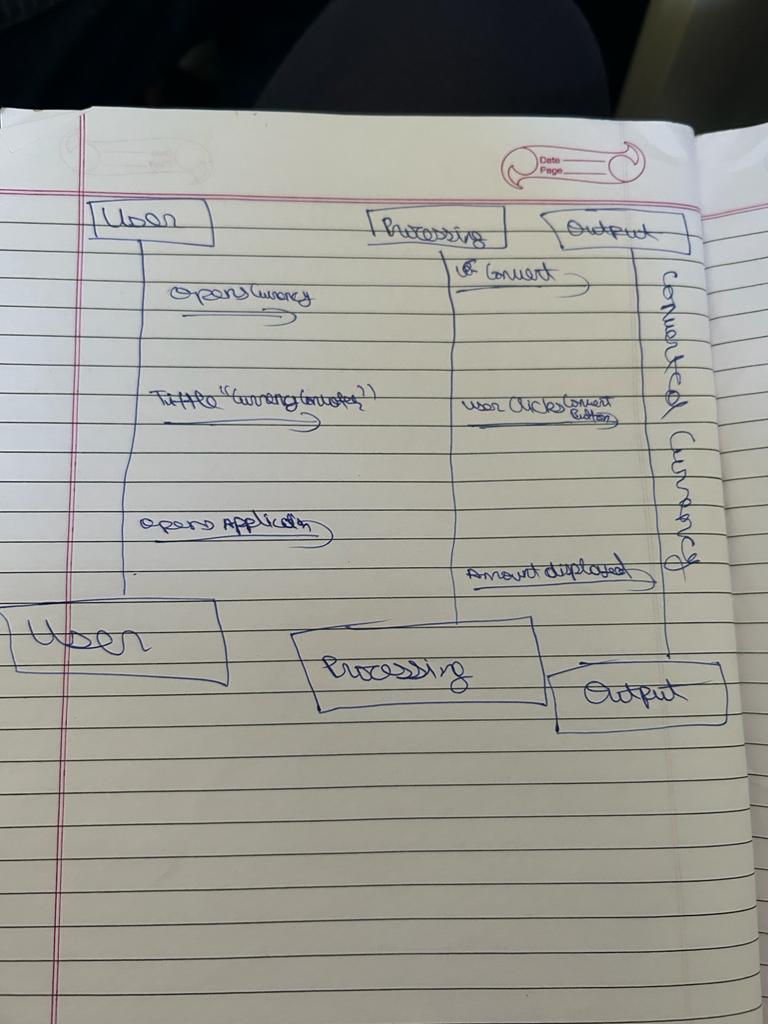 Date
Page
User
Processing
Output
Convert
opens Currency
Tittle "Currency Convertor")
user Clicks Convert
Button
opens Application
Amount displayed
Converted Currency
User
Processing
Output